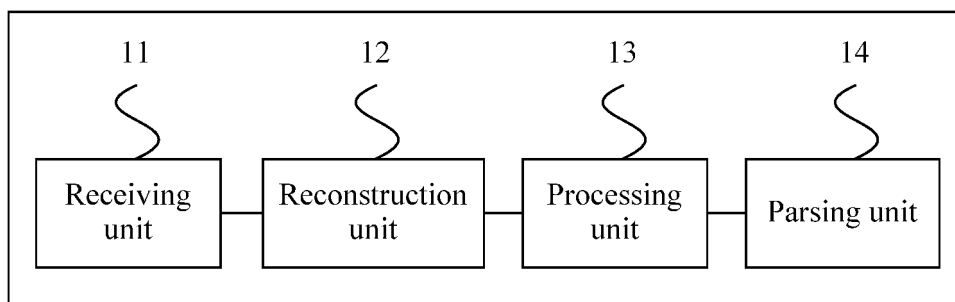 11
12
13
14
Receiving
unit
Reconstruction
unit
Processing
unit
Parsing unit